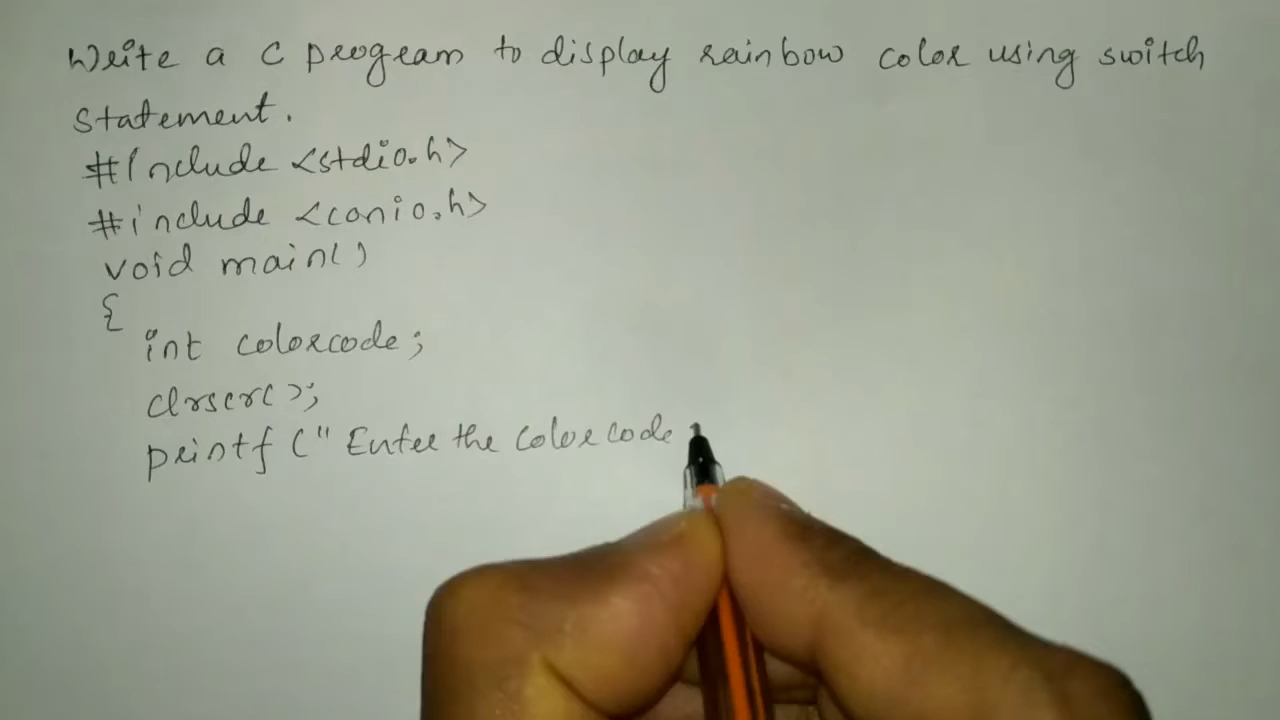 Write a C program to display rainbow color using switch
statement.
#Include <stdio.h>
#include <conio.h>
void main()
{
int colorcode;
clrscr();
printf (" Enter the color code